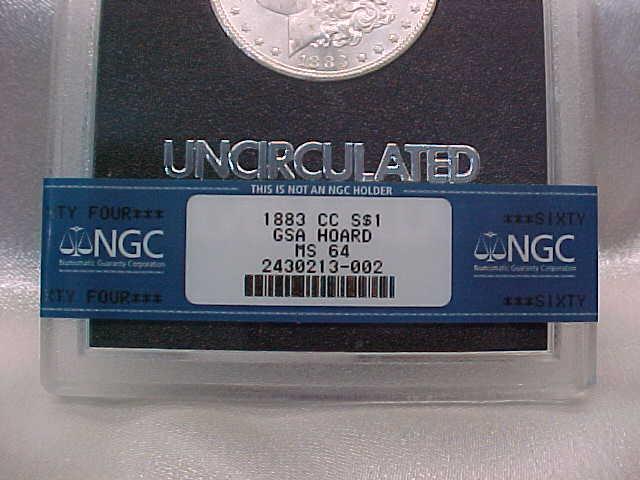 1883
UNCIRCULATED
THIS IS NOT AN NGC HOLDER
TY FOUR*** 1883 CC S$1 ***SIXTY
GSA HOARD
NGC MS 64 NGC
Numismatic Guaranty Corporation 2430213-002 Numismatic Guaranty Corporation
XTY FOUR*** ***SIXTY